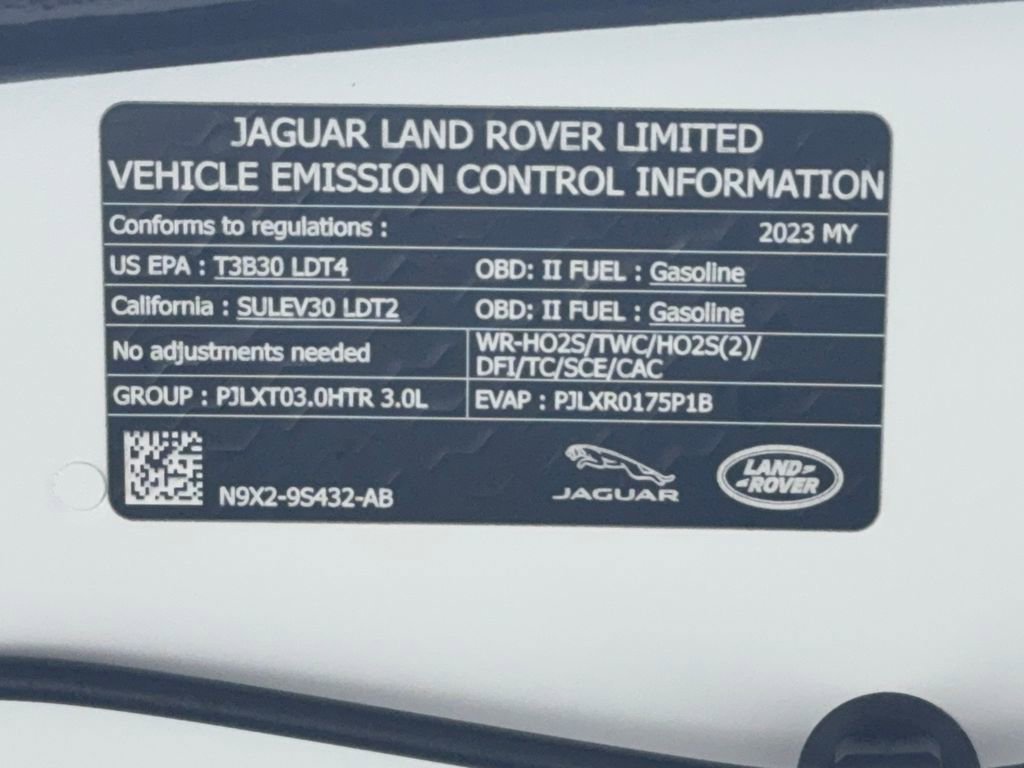 JAGUAR LAND ROVER LIMITED
VEHICLE EMISSION CONTROL INFORMATION
Conforms to regulations : 2023 MY
US EPA : T3B30 LDT4 OBD: II FUEL : Gasoline
California : SULEV30 LDT2 OBD: II FUEL : Gasoline
No adjustments needed
WR-HO2S/TWC/HO2S(2)/
DFI/TC/SCE/CAC
GROUP : PJLXT03.0HTR 3.0L EVAP : PJLXR0175P1B
N9X2-9S432-AB
JAGUAR
LAND-
-ROVER